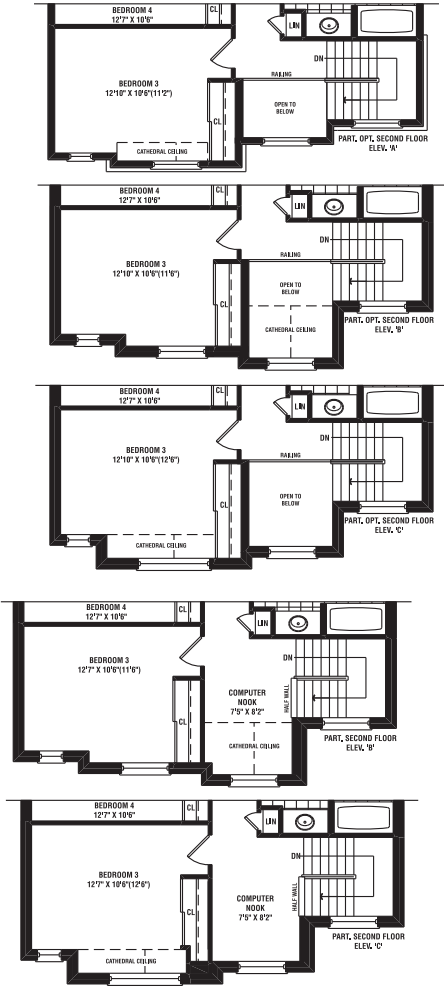 BEDROOM 4
12'7" X 10'6"
CL
LIN
DN
BEDROOM 3
12'10" X 10'6"(11'2")
RAILING
CL
OPEN TO
BELOW
CATHEDRAL CEILING
PART. OPT. SECOND FLOOR
ELEV. 'A'
BEDROOM 4
12'7" X 10'6"
CL
LIN
DN
BEDROOM 3
12'10" X 10'6"(11'6")
RAILING
OPEN TO
BELOW
CL
CATHEDRAL CEILING
PART. OPT. SECOND FLOOR
ELEV. 'B'
BEDROOM 4
12'7" X 10'6"
CL
LIN
DN
BEDROOM 3
12'10" X 10'6"(12'6")
RAILING
OPEN TO
BELOW
CL
CATHEDRAL CEILING
PART. OPT. SECOND FLOOR
ELEV. 'C'
BEDROOM 4
12'7" X 10'6"
CL
LIN
DN
BEDROOM 3
12'7" X 10'6"(11'6")
COMPUTER
NOOK
7'5" X 8'2"
HALF WALL
CL
CATHEDRAL CEILING
PART. SECOND FLOOR
ELEV. 'B'
BEDROOM 4
12'7" X 10'6"
CL
LIN
DN
BEDROOM 3
12'7" X 10'6"(12'6")
COMPUTER
NOOK
7'5" X 8'2"
HALF WALL
CL
CATHEDRAL CEILING
PART. SECOND FLOOR
ELEV. 'C'